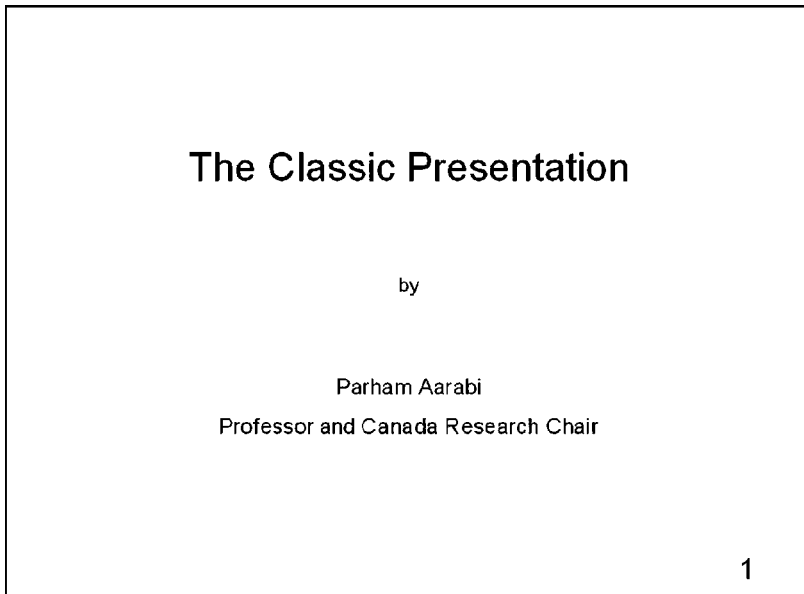 The Classic Presentation
by
Parham Aarabi
Professor and Canada Research Chair
1